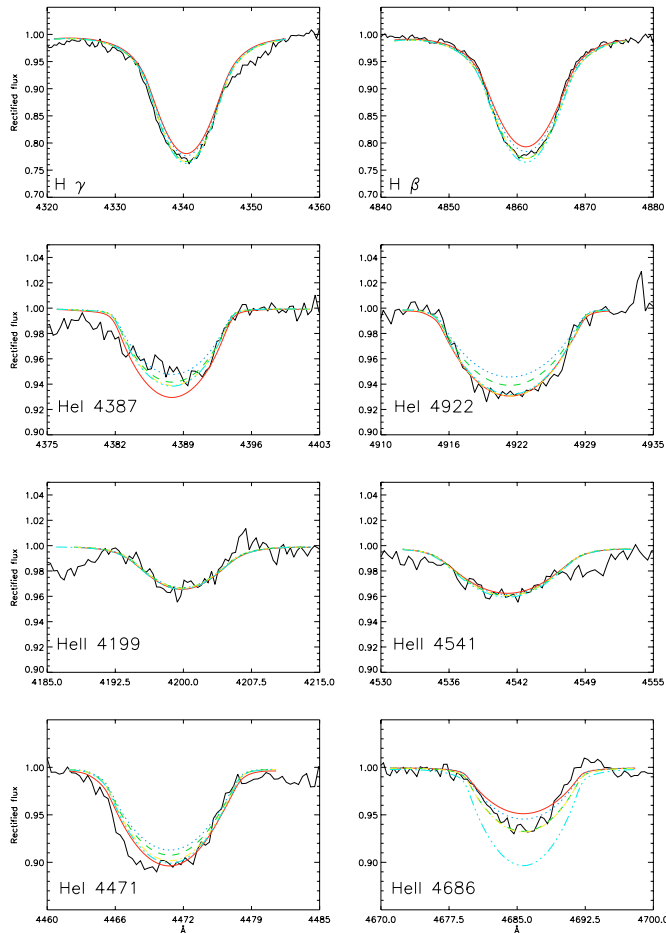 1.00
0.95
0.90
0.85
0.80
0.75
0.70
Rectified flux
H γ
4320 4330 4340 4350 4360
1.00
0.95
0.90
0.85
0.80
0.75
0.70
Rectified flux
H β
4840 4850 4860 4870 4880
1.04
1.02
1.00
0.98
0.96
0.94
0.92
0.90
Rectified flux
HeI 4387
4375 4382 4389 4396 4403
1.04
1.02
1.00
0.98
0.96
0.94
0.92
0.90
HeI 4922
4910 4916 4922 4929 4935
1.04
1.02
1.00
0.98
0.96
0.94
0.92
0.90
Rectified flux
HeII 4199
4185.0 4192.5 4200.0 4207.5 4215.0
1.04
1.02
1.00
0.98
0.96
0.94
0.92
0.90
HeII 4541
4530 4536 4542 4549 4555
1.00
0.95
0.90
Rectified flux
HeI 4471
4460 4466 4472 4479 4485
Å
1.00
0.95
0.90
Rectified flux
HeII 4686
4670.0 4677.5 4685.0 4692.5 4700.0
Å